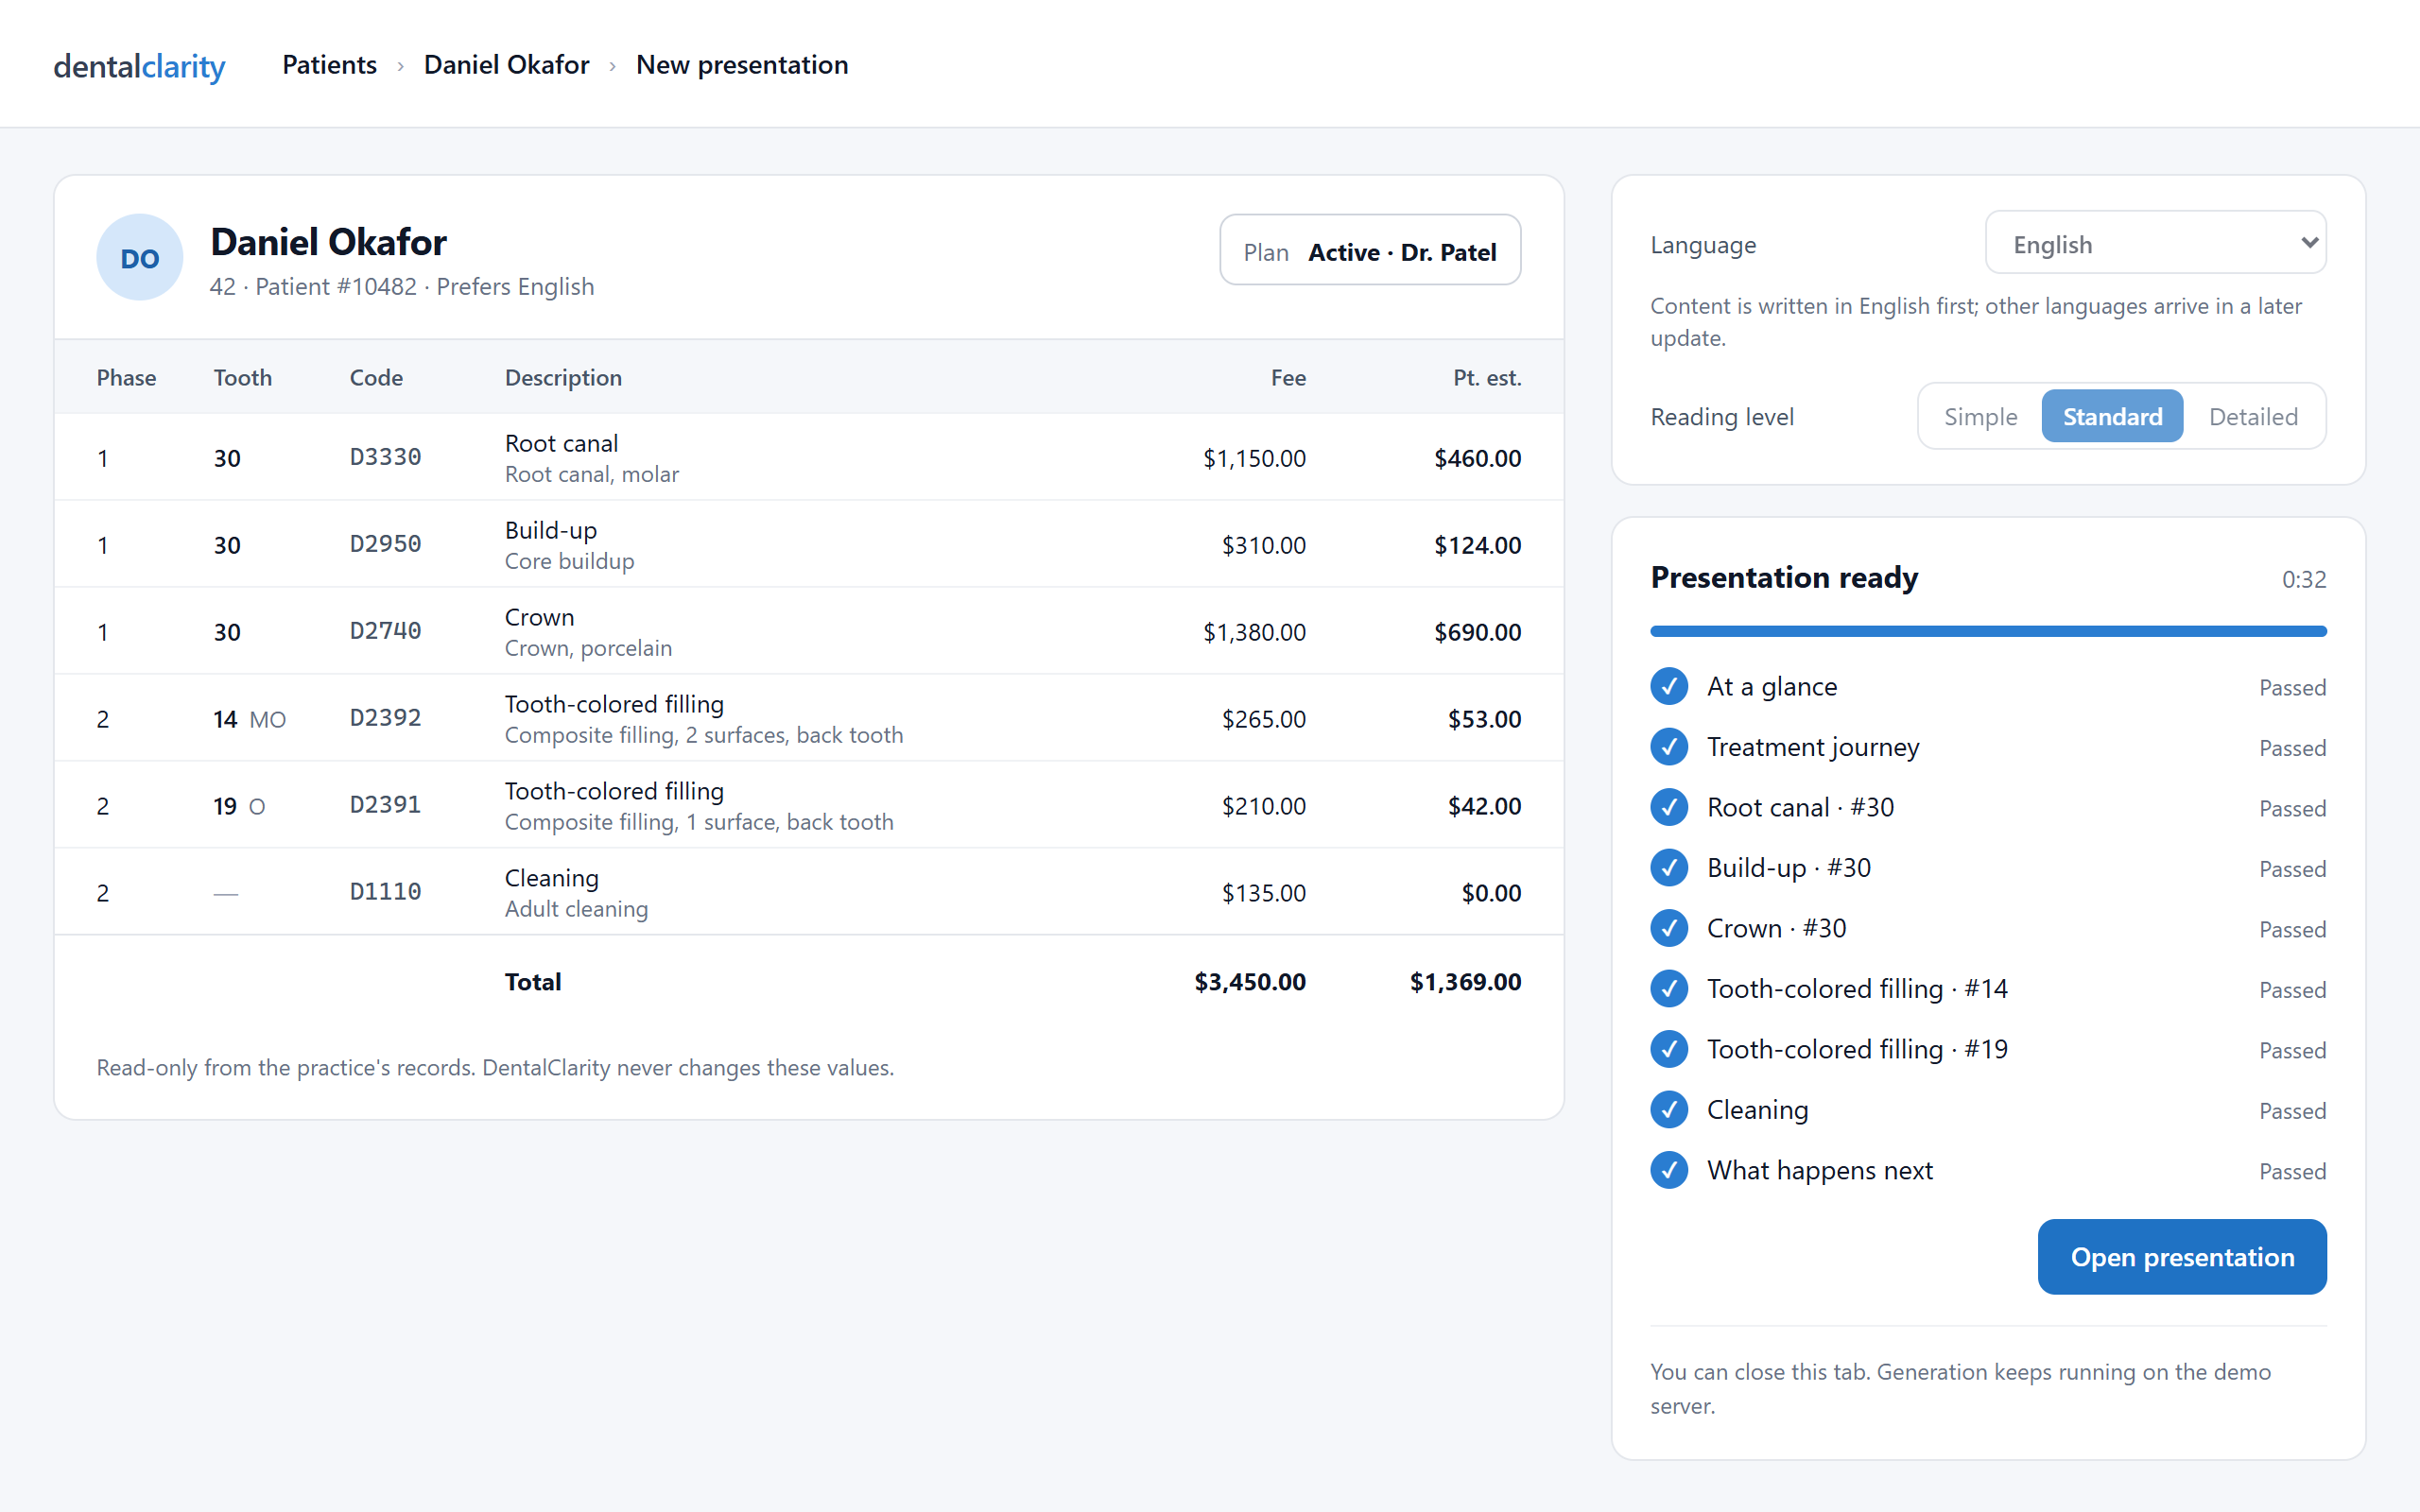 dentalclarity Patients › Daniel Okafor › New presentation
DO
Daniel Okafor
42 · Patient #10482 · Prefers English
Plan Active · Dr. Patel
Phase Tooth Code Description Fee Pt. est.
1 30 D3330 Root canal $1,150.00 $460.00
Root canal, molar
1 30 D2950 Build-up $310.00 $124.00
Core buildup
1 30 D2740 Crown $1,380.00 $690.00
Crown, porcelain
2 14 MO D2392 Tooth-colored filling $265.00 $53.00
Composite filling, 2 surfaces, back tooth
2 19 O D2391 Tooth-colored filling $210.00 $42.00
Composite filling, 1 surface, back tooth
2 — D1110 Cleaning $135.00 $0.00
Adult cleaning
Total $3,450.00 $1,369.00
Read-only from the practice's records. DentalClarity never changes these values.
Language English
Content is written in English first; other languages arrive in a later
update.
Reading level Simple Standard Detailed
Presentation ready 0:32
At a glance Passed
Treatment journey Passed
Root canal · #30 Passed
Build-up · #30 Passed
Crown · #30 Passed
Tooth-colored filling · #14 Passed
Tooth-colored filling · #19 Passed
Cleaning Passed
What happens next Passed
Open presentation
You can close this tab. Generation keeps running on the demo
server.